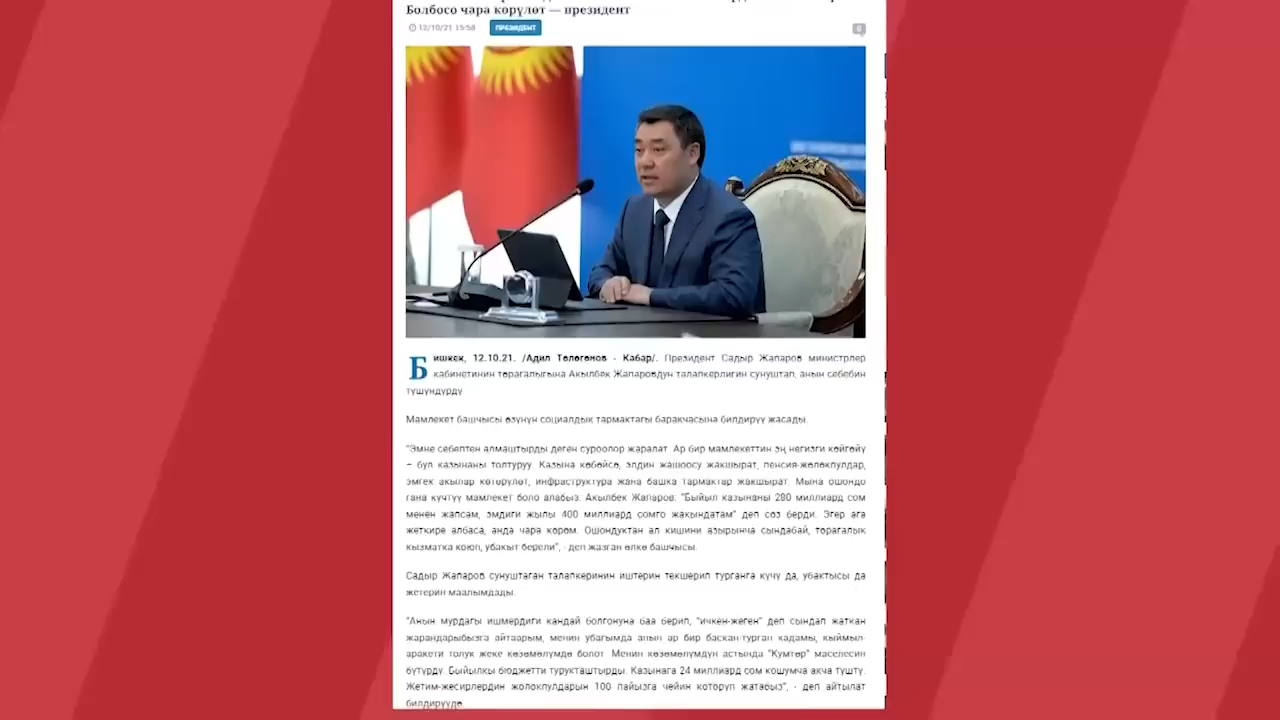 Болбосо чара көрүлөт — президент
12/10/21 15:58 ПРЕЗИДЕНТ 0
Бишкек, 12.10.21. /Адил Төлөгөнов - Кабар/. Президент Садыр Жапаров министрлер
кабинетинин төрагалыгына Акылбек Жапаровдун талапкерлигин сунуштап, анын себебин
түшүндүрдү.
Мамлекет башчысы өзүнүн социалдык тармактагы баракчасына билдирүү жасады.
"Эмне себептен алмаштырды деген суроолор жаралат. Ар бир мамлекеттин эң негизги көйгөйү
– бул казынаны толтуруу. Казына көбөйсө, элдин жашоосу жакшырат, пенсия-жөлөкпулдар,
эмгек акылар көтөрүлөт, инфраструктура жана башка тармактар жакшырат. Мына ошондо
гана күчтүү мамлекет боло алабыз. Акылбек Жапаров: "Быйыл казынаны 280 миллиард сом
менен жапсам, эмдиги жылы 400 миллиард сомго жакындатам" деп сөз берди. Эгер ага
жеткире албаса, анда чара көрөм. Ошондуктан ал кишини азырынча сындабай, төрагалык
кызматка коюп, убакыт берели", - деп жазган өлкө башчысы.
Садыр Жапаров сунуштаган талапкеринин иштерин текшерип турганга күчү да, убактысы да
жетерин маалымдады.
"Анын мурдагы ишмердиги кандай болгонуна баа берип, "ичкен-жеген" деп сындап жаткан
жарандарыбызга айтаарым, менин убагымда анын ар бир баскан-турган кадамы, кыймыл-
аракети толук жеке көзөмөлүмдө болот. Менин көзөмөлүмдүн астында "Кумтөр" маселесин
бүтүрдү. Быйылкы бюджетти турукташтырды. Казынага 24 миллиард сом кошумча акча түштү.
Жетим-жесирлердин жөлөкпулдарын 100 пайызга чейин которуп жатабыз", - деп айтылат
билдирүүдө.